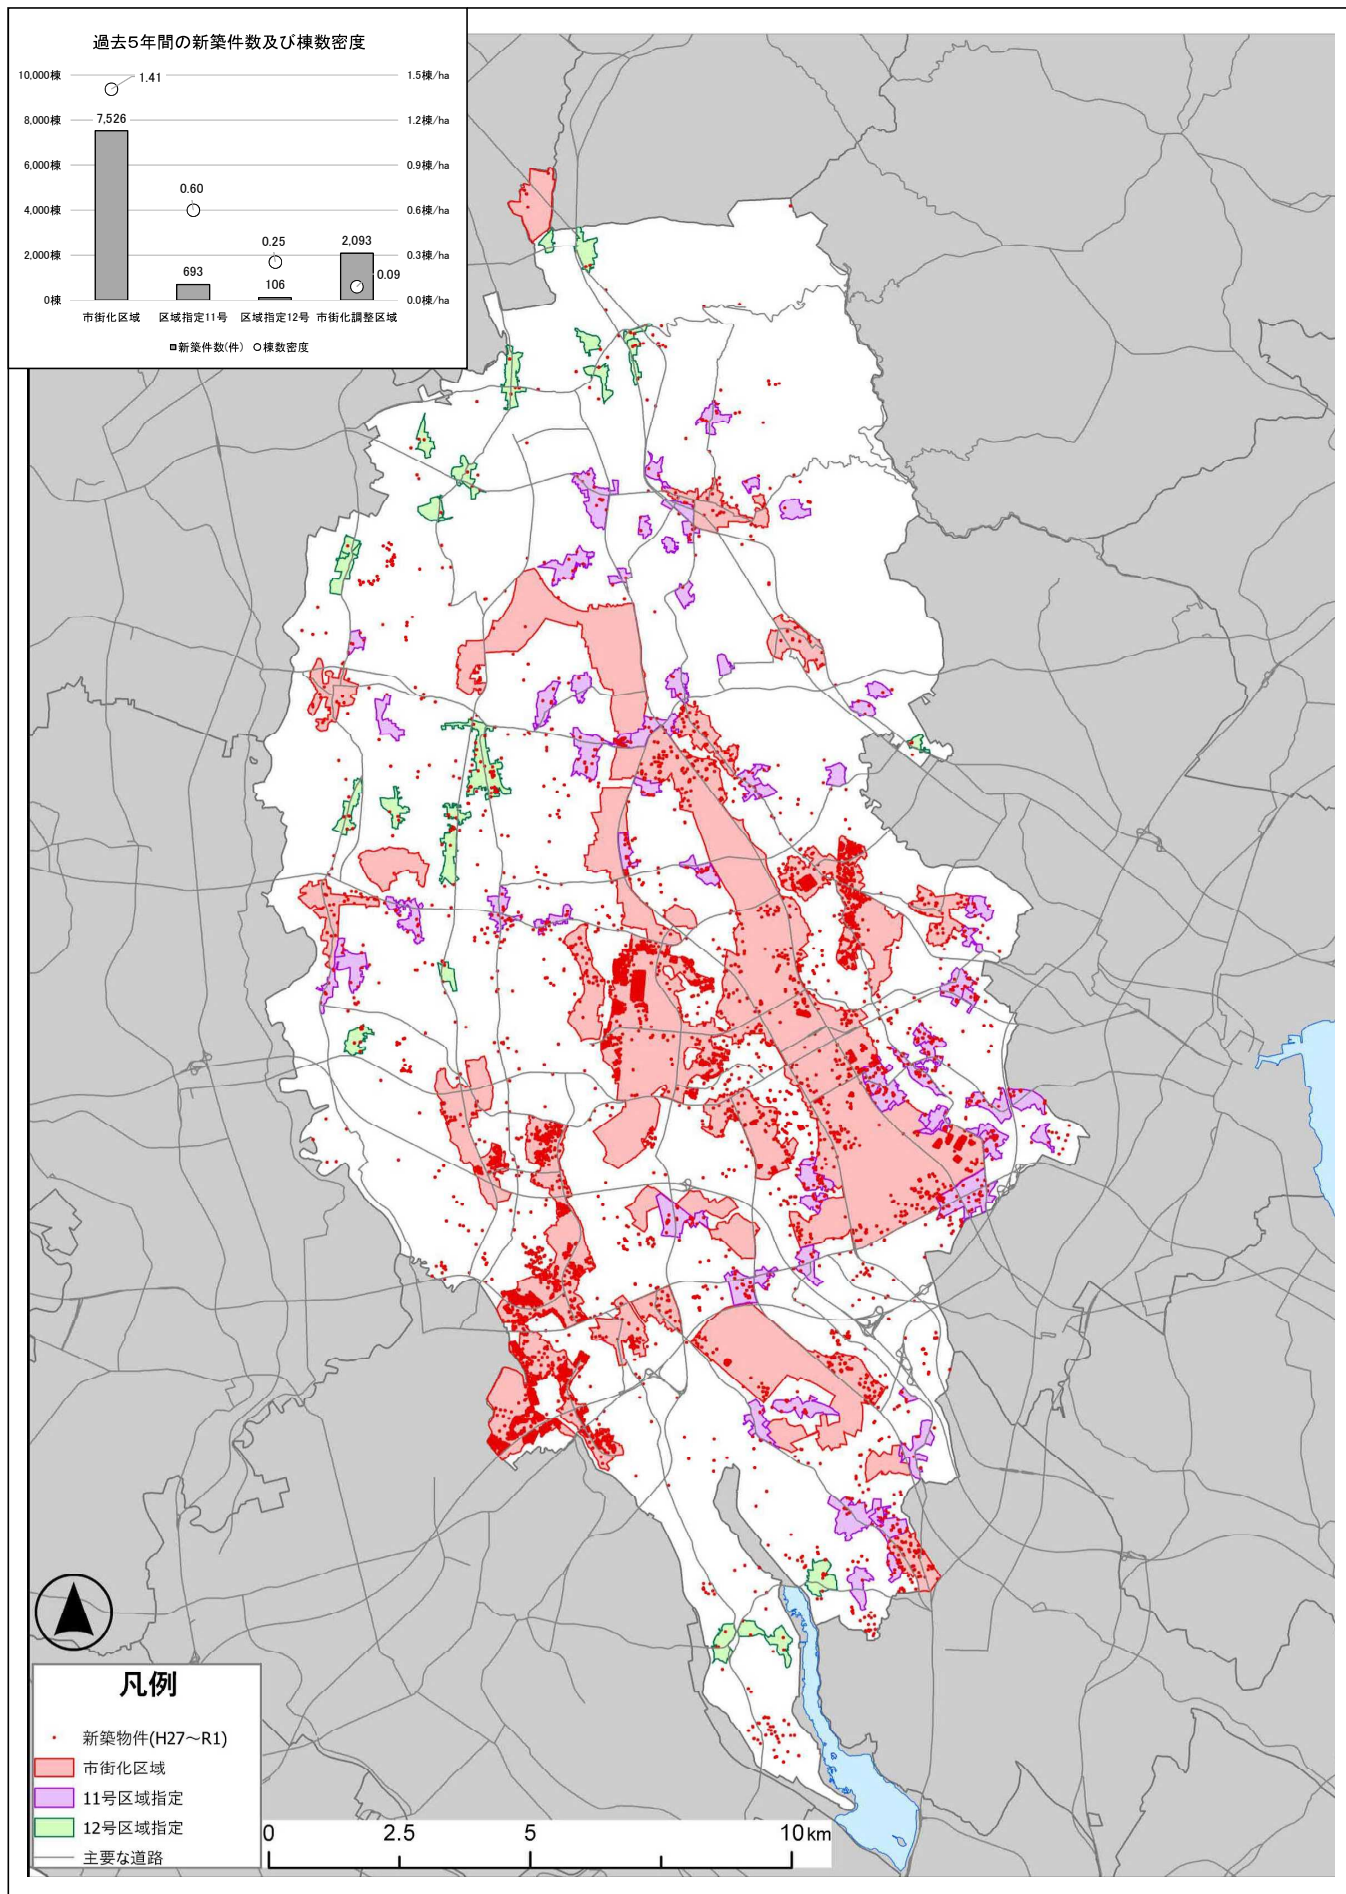 過去5年間の新築件数及び棟数密度
10,000棟
8,000棟
6,000棟
4,000棟
2,000棟
0棟
1.5棟/ha
1.2棟/ha
0.9棟/ha
0.6棟/ha
0.3棟/ha
0.0棟/ha
1.41
7,526
0.60
693
0.25
106
2,093
0.09
市街化区域 区域指定11号 区域指定12号 市街化調整区域
新築件数(件) 棟数密度
凡例
新築物件(H27～R1)
市街化区域
11号区域指定
12号区域指定
主要な道路
0 2.5 5 10km